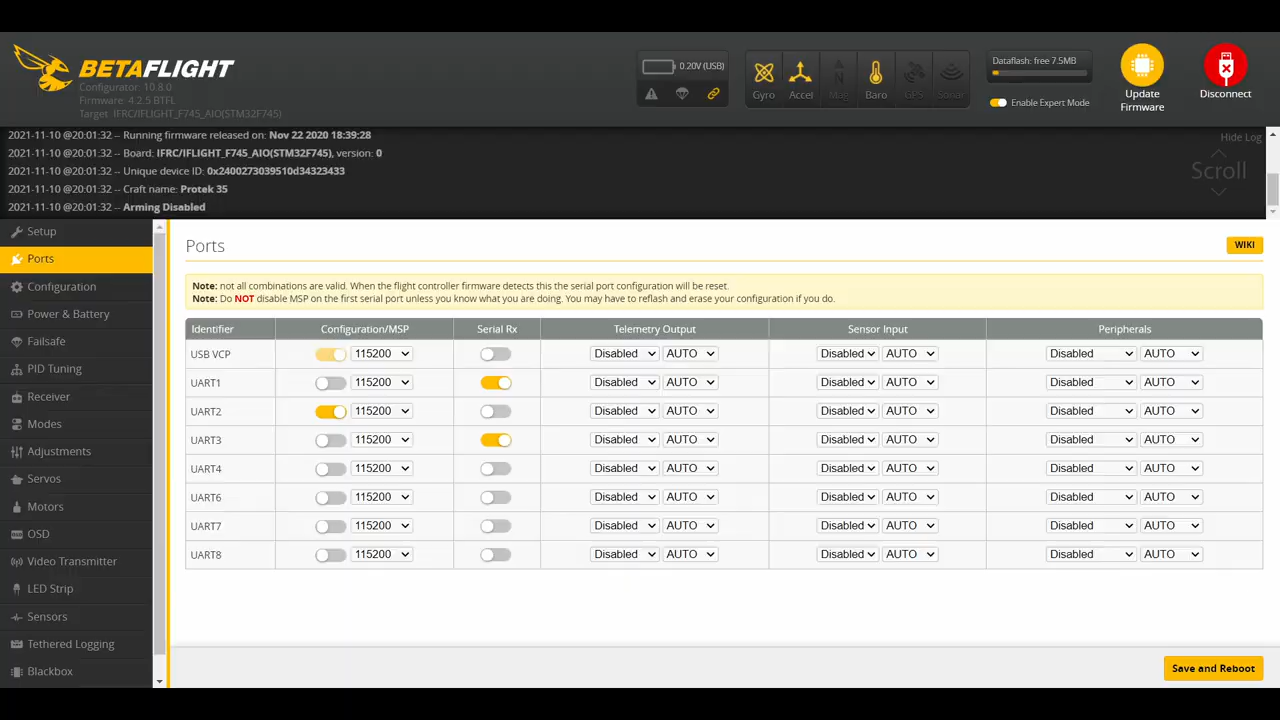 BETAFLIGHT
Configurator: 10.8.0
Firmware: 4.2.5 BTFL
Target: IFRC/IFLIGHT_F745_AIO(STM32F745)
0.20V (USB)
Gyro
Accel
Mag
Baro
GPS
Sonar
Dataflash: free 7.5MB
Enable Expert Mode
Update Firmware
Disconnect
Hide Log
Scroll
2021-11-10 @20:01:32 -- Running firmware released on: Nov 22 2020 18:39:28
2021-11-10 @20:01:32 -- Board: IFRC/IFLIGHT_F745_AIO(STM32F745), version: 0
2021-11-10 @20:01:32 -- Unique device ID: 0x2400273039510d34323433
2021-11-10 @20:01:32 -- Craft name: Protek 35
2021-11-10 @20:01:32 -- Arming Disabled
Setup
Ports
Configuration
Power & Battery
Failsafe
PID Tuning
Receiver
Modes
Adjustments
Servos
Motors
OSD
Video Transmitter
LED Strip
Sensors
Tethered Logging
Blackbox
Ports
WIKI
Note: not all combinations are valid. When the flight controller firmware detects this the serial port configuration will be reset.
Note: Do NOT disable MSP on the first serial port unless you know what you are doing. You may have to reflash and erase your configuration if you do.
Identifier Configuration/MSP Serial Rx Telemetry Output Sensor Input Peripherals
USB VCP 115200 Disabled AUTO Disabled AUTO Disabled AUTO
UART1 115200 Disabled AUTO Disabled AUTO Disabled AUTO
UART2 115200 Disabled AUTO Disabled AUTO Disabled AUTO
UART3 115200 Disabled AUTO Disabled AUTO Disabled AUTO
UART4 115200 Disabled AUTO Disabled AUTO Disabled AUTO
UART6 115200 Disabled AUTO Disabled AUTO Disabled AUTO
UART7 115200 Disabled AUTO Disabled AUTO Disabled AUTO
UART8 115200 Disabled AUTO Disabled AUTO Disabled AUTO
Save and Reboot